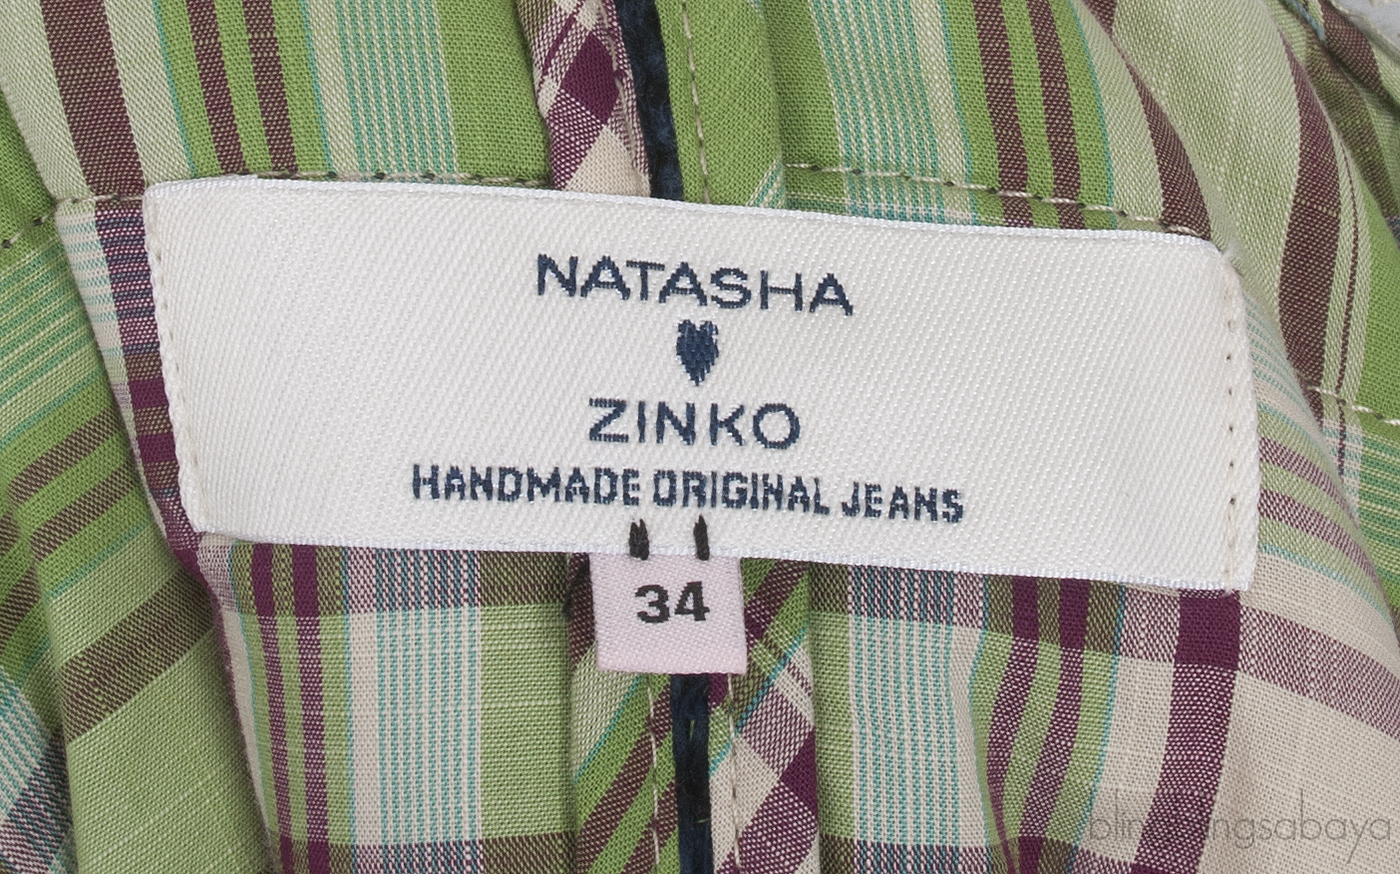 NATASHA
ZINKO
HANDMADE ORIGINAL JEANS
34